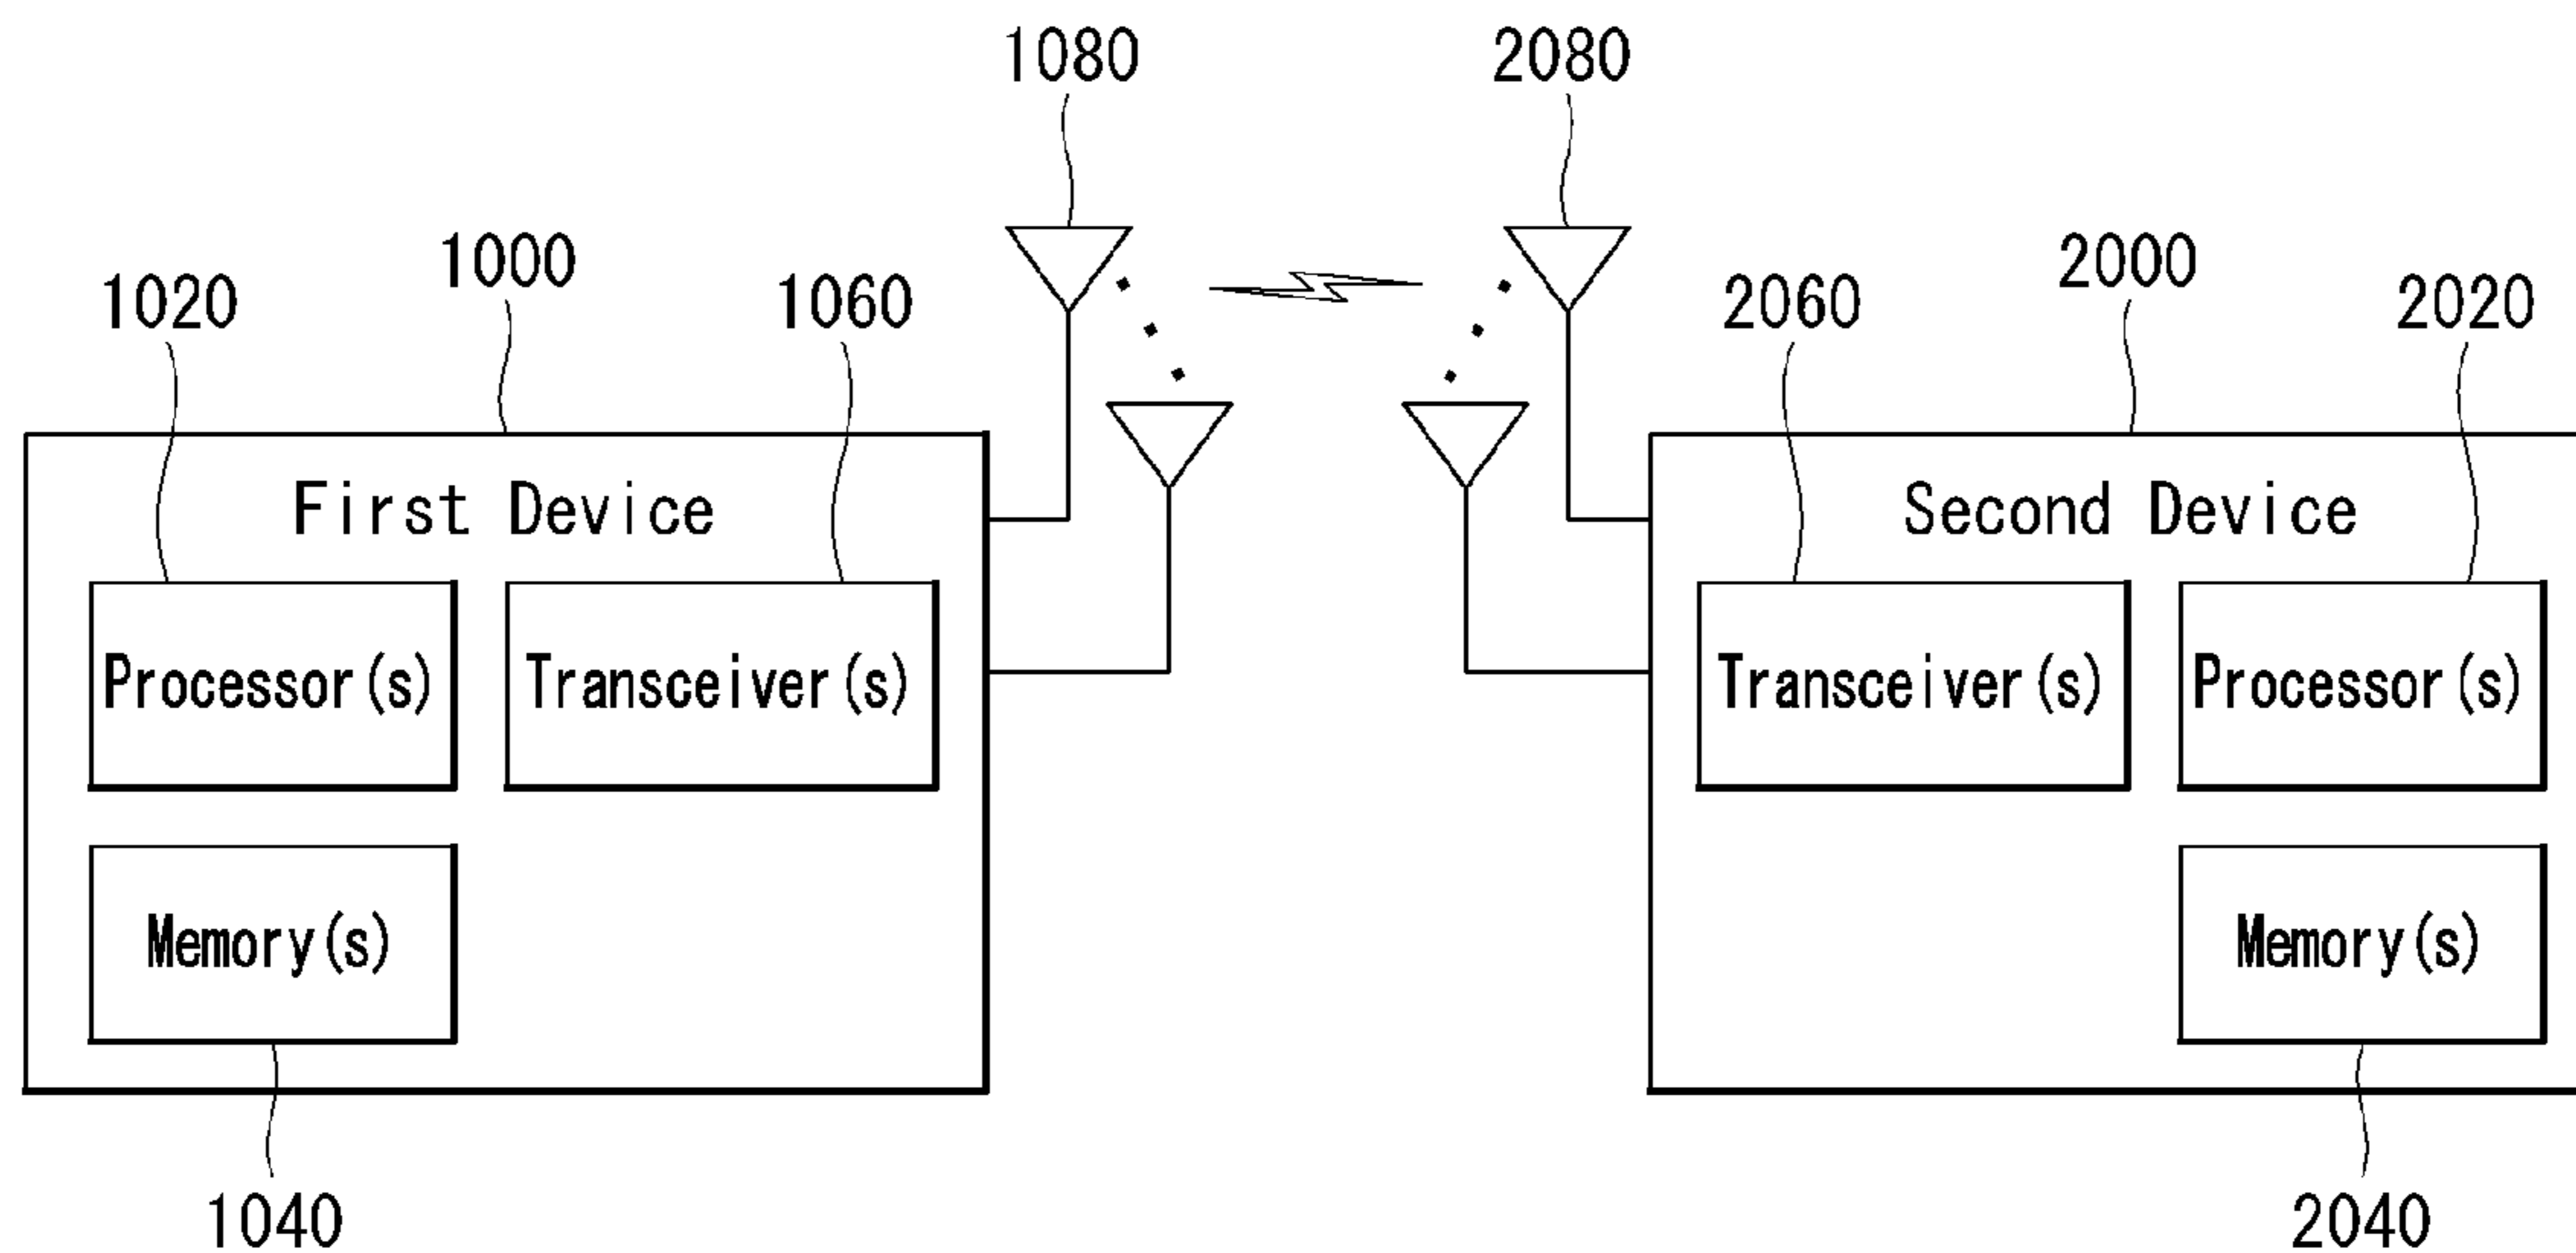 1080 2080
1000 2000
1020 1060 2060 2020
First Device Second Device
Processor(s) Transceiver(s) Transceiver(s) Processor(s)
Memory(s) Memory(s)
1040 2040